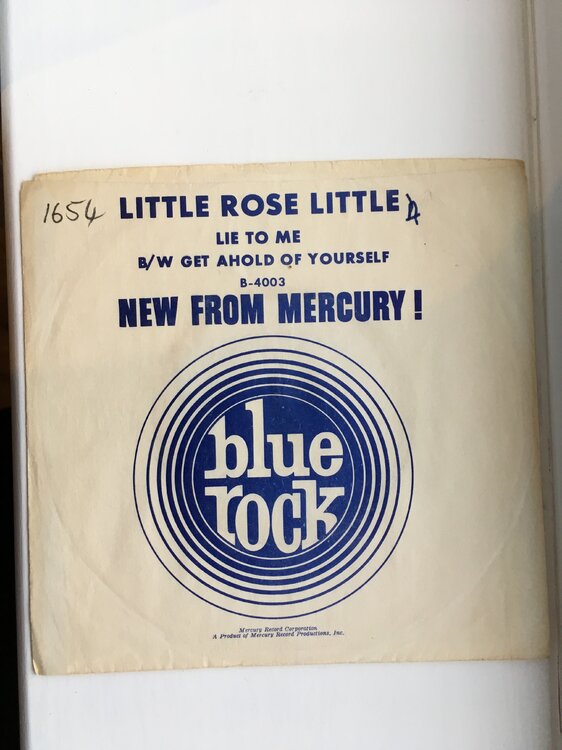 1654 LITTLE ROSE LITTLE
LIE TO ME
B/W GET AHOLD OF YOURSELF
B-4003
NEW FROM MERCURY!
blue
rock
Mercury Record Corporation
A Product of Mercury Record Productions, Inc.